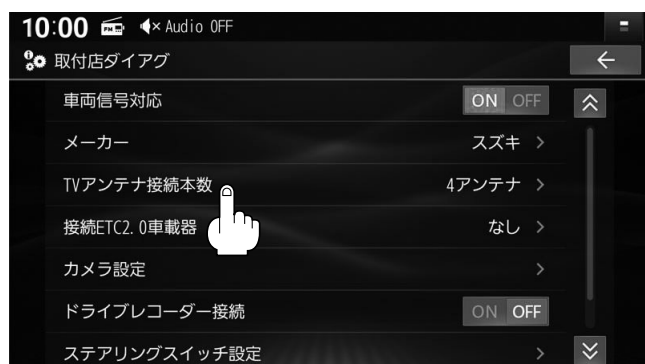 10:00 FM Audio OFF
取付店ダイアグ
車両信号対応 ON OFF
メーカー スズキ
TVアンテナ接続本数 4アンテナ
接続ETC2.0車載器 なし
カメラ設定
ドライブレコーダー接続 ON OFF
ステアリングスイッチ設定